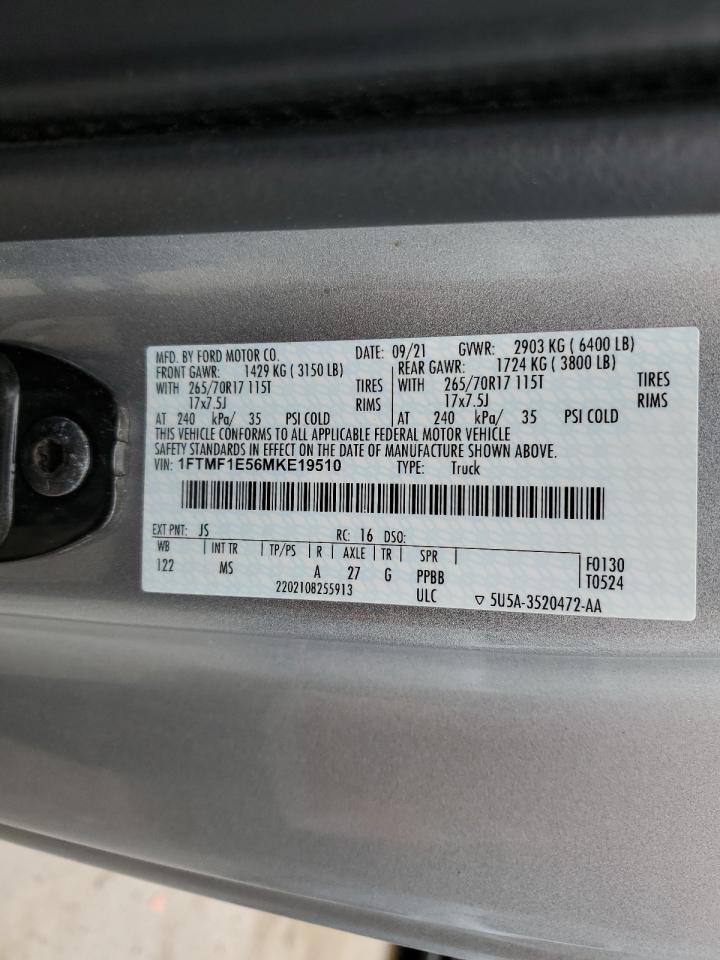 MFD. BY FORD MOTOR CO. DATE: 09/21 GVWR: 2903 KG ( 6400 LB)
FRONT GAWR: 1429 KG ( 3150 LB) REAR GAWR: 1724 KG ( 3800 LB)
WITH 265/70R17 115T TIRES WITH 265/70R17 115T TIRES
17x7.5J RIMS 17x7.5J RIMS
AT 240 kPa/ 35 PSI COLD AT 240 kPa/ 35 PSI COLD
THIS VEHICLE CONFORMS TO ALL APPLICABLE FEDERAL MOTOR VEHICLE
SAFETY STANDARDS IN EFFECT ON THE DATE OF MANUFACTURE SHOWN ABOVE.
VIN: 1FTMF1E56MKE19510 TYPE: Truck
EXT PNT: JS RC: 16 DSO:
WB INT TR TP/PS R AXLE TR SPR F0130
122 MS A 27 G PPBB T0524
2202108255913 ULC ▽ 5U5A-3520472-AA